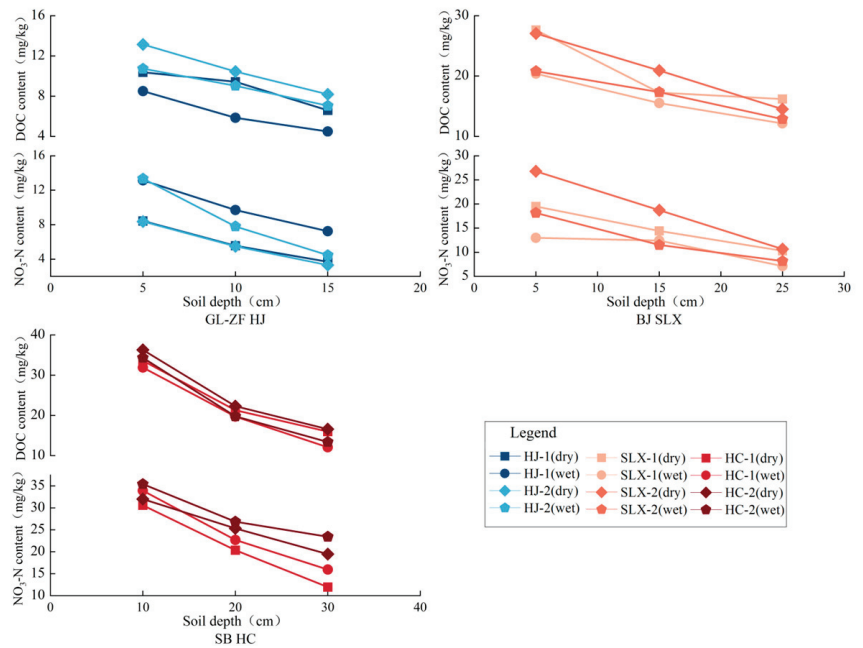 DOC content（mg/kg）
16
12
8
4
NO₃-N content（mg/kg）
16
12
8
4
5
10
15
20
Soil depth（cm）
GL-ZF HJ
DOC content（mg/kg）
30
20
10
NO₃-N content（mg/kg）
30
25
20
15
10
5
5
10
15
20
25
30
Soil depth（cm）
BJ SLX
DOC content（mg/kg）
40
30
20
10
NO₃-N content（mg/kg）
35
30
25
20
15
10
10
20
30
40
Soil depth（cm）
SB HC
Legend
HJ-1(dry) SLX-1(dry) HC-1(dry)
HJ-1(wet) SLX-1(wet) HC-1(wet)
HJ-2(dry) SLX-2(dry) HC-2(dry)
HJ-2(wet) SLX-2(wet) HC-2(wet)